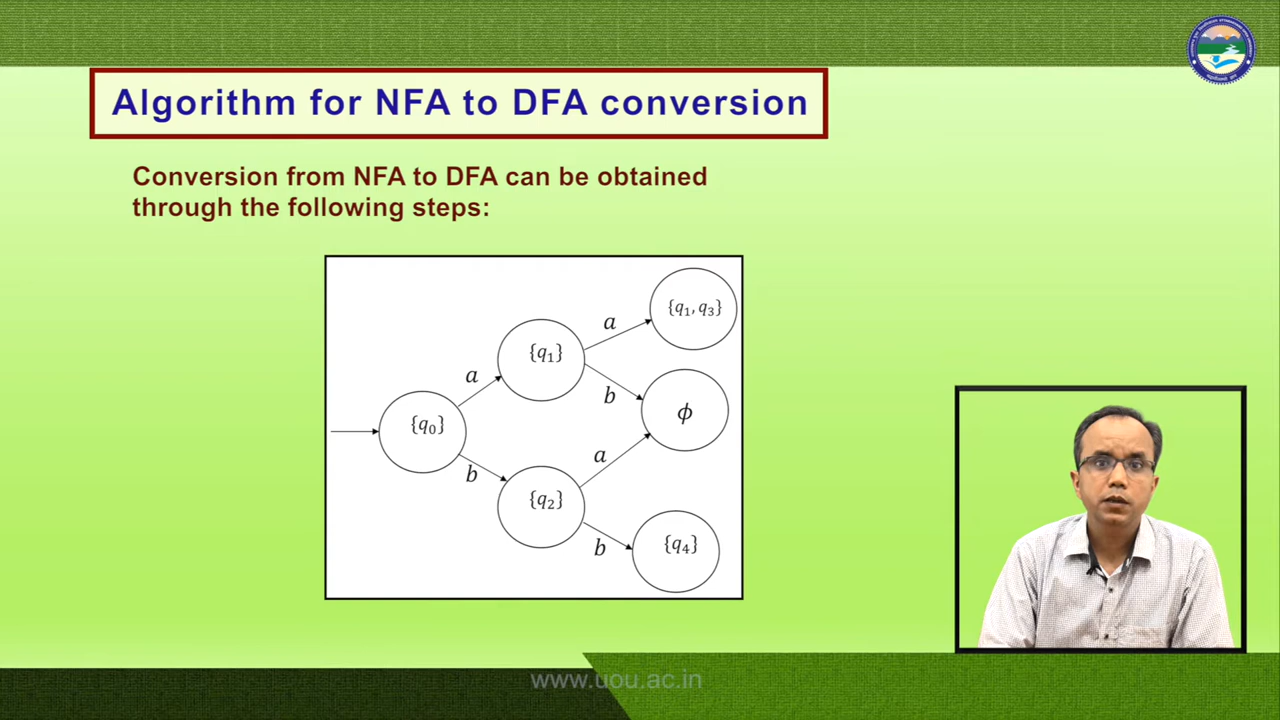 Algorithm for NFA to DFA conversion
Conversion from NFA to DFA can be obtained
through the following steps:
{q₁, q₃}
a
{q₁}
a
b
ϕ
{q₀}
a
b
{q₂}
{q₄}
b
www.uou.ac.in